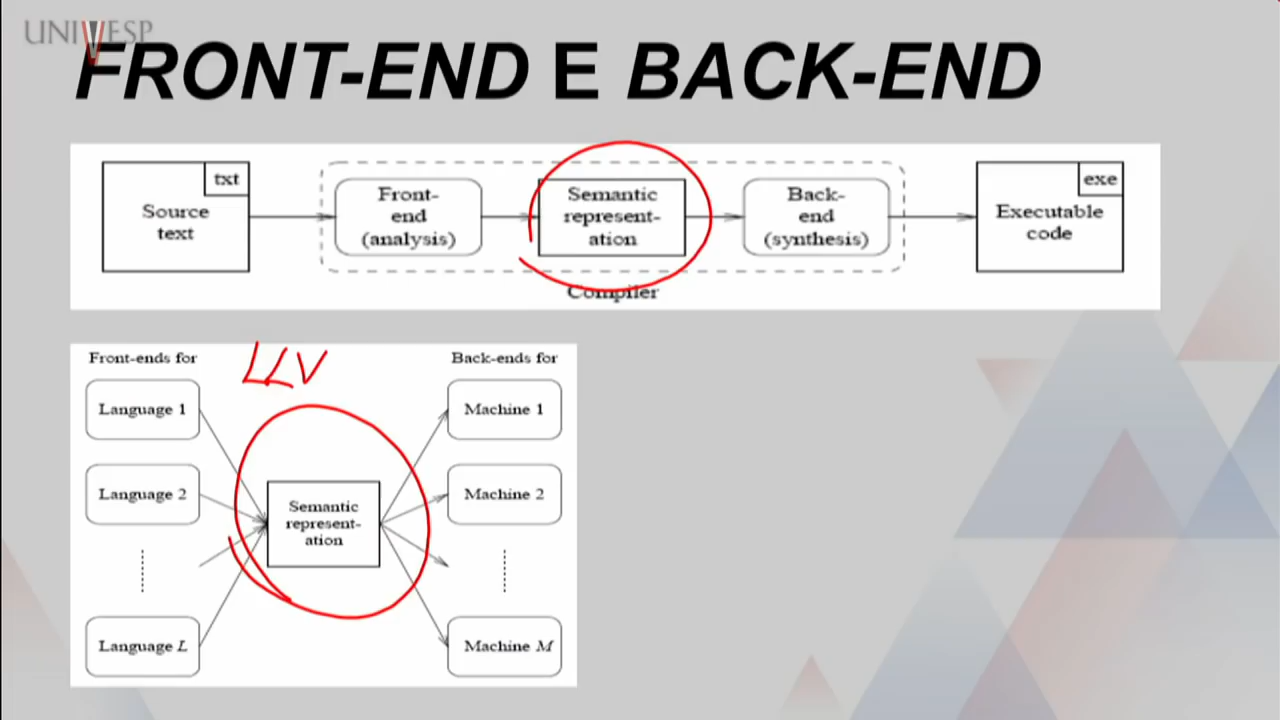 UNIVESP
FRONT-END E BACK-END
txt
Source
text
Front-
end
(analysis)
Semantic
represent-
ation
Back-
end
(synthesis)
exe
Executable
code
Compiler
Front-ends for
LLV
Back-ends for
Language 1
Machine 1
Language 2
Machine 2
Semantic
represent-
ation
Language L
Machine M